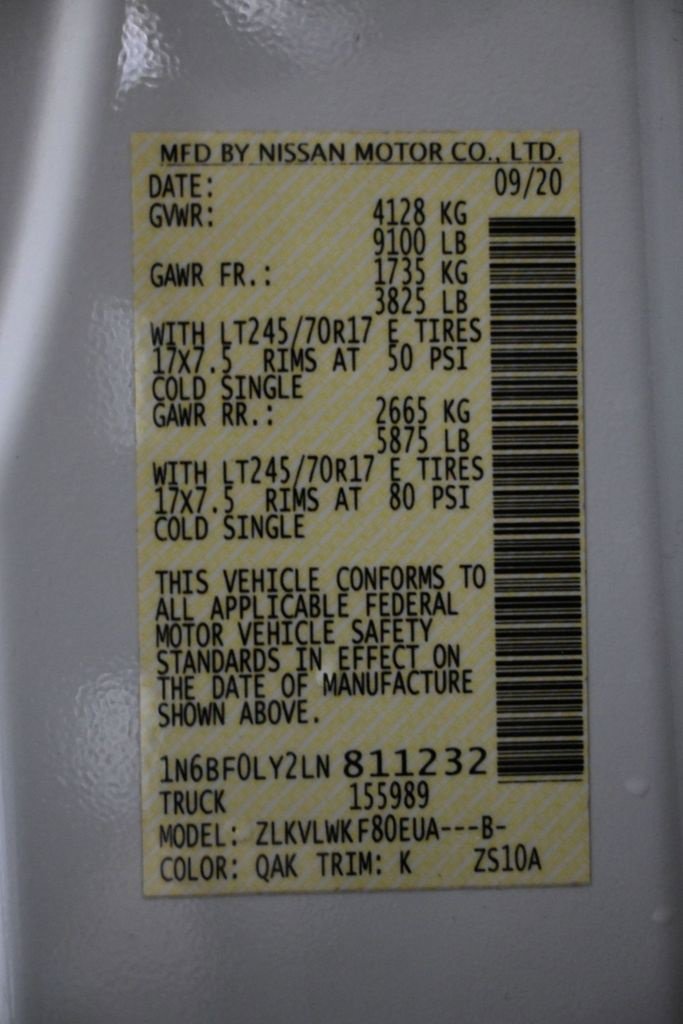 MFD BY NISSAN MOTOR CO., LTD.
DATE: 09/20
GVWR: 4128 KG
9100 LB
GAWR FR.: 1735 KG
3825 LB
WITH LT245/70R17 E TIRES
17X7.5 RIMS AT 50 PSI
COLD SINGLE
GAWR RR.: 2665 KG
5875 LB
WITH LT245/70R17 E TIRES
17X7.5 RIMS AT 80 PSI
COLD SINGLE
THIS VEHICLE CONFORMS TO
ALL APPLICABLE FEDERAL
MOTOR VEHICLE SAFETY
STANDARDS IN EFFECT ON
THE DATE OF MANUFACTURE
SHOWN ABOVE.
1N6BF0LY2LN 811232
TRUCK 155989
MODEL: ZLKVLWKF80EUA---B-
COLOR: QAK TRIM: K ZS10A